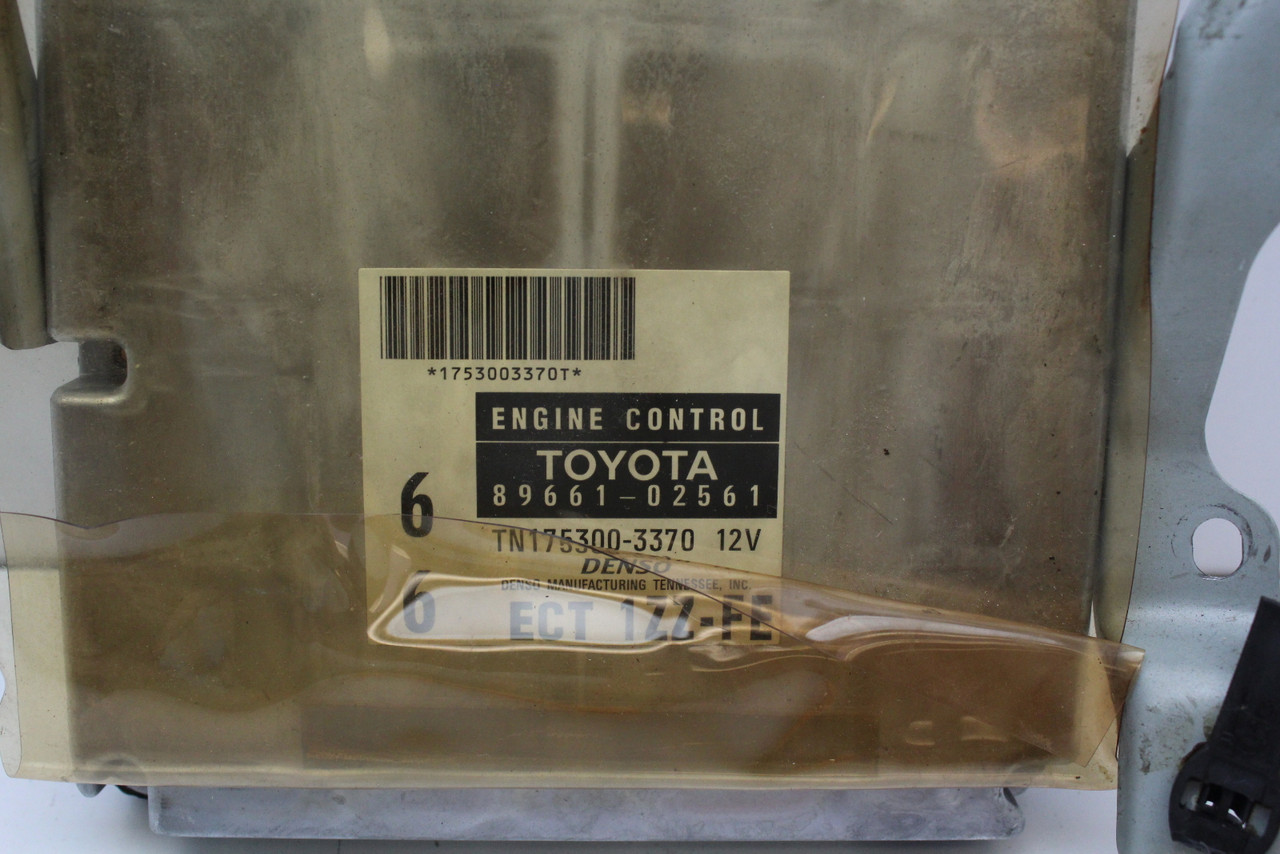 *1753003370T*
ENGINE CONTROL
TOYOTA
89661-02561
6
TN175300-3370 12V
DENSO
DENSO MANUFACTURING TENNESSEE, INC.
6
ECT 1ZZ-FE